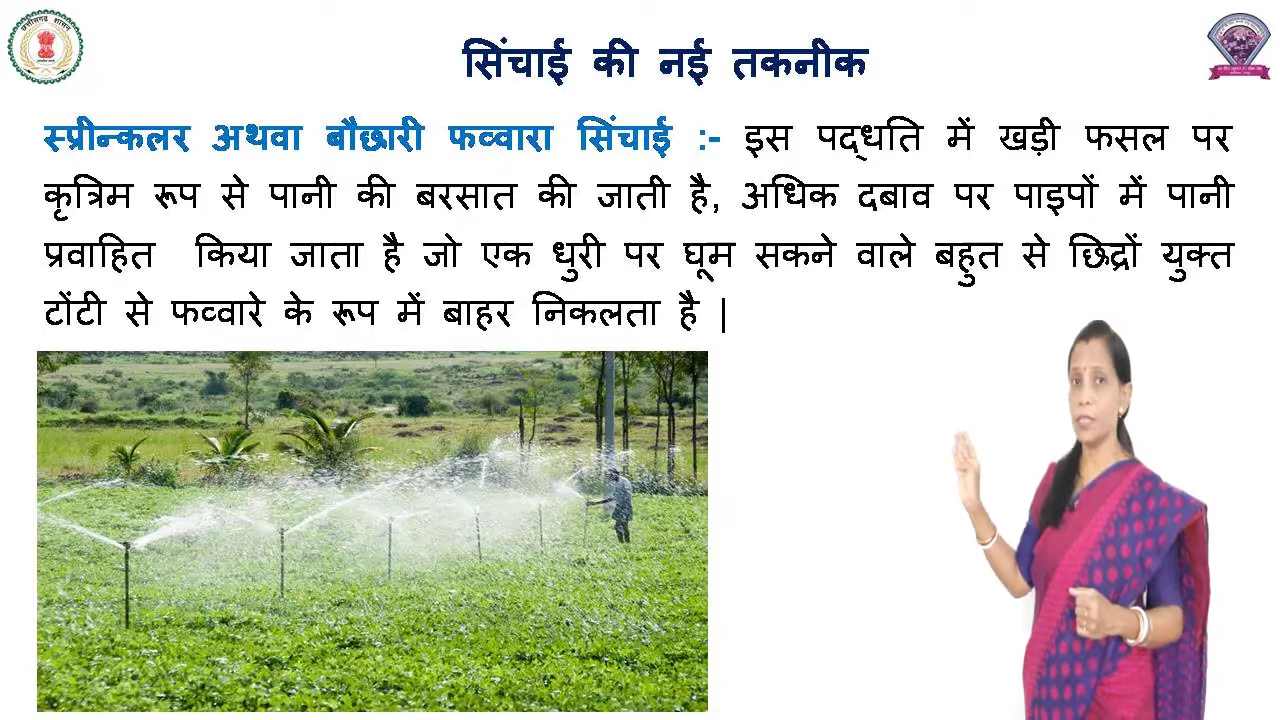 सिंचाई की नई तकनीक
स्प्रीन्कलर अथवा बौछारी फव्वारा सिंचाई :- इस पद्धति में खड़ी फसल पर
कृत्रिम रूप से पानी की बरसात की जाती है, अधिक दबाव पर पाइपों में पानी
प्रवाहित किया जाता है जो एक धुरी पर घूम सकने वाले बहुत से छिद्रों युक्त
टोंटी से फव्वारे के रूप में बाहर निकलता है |